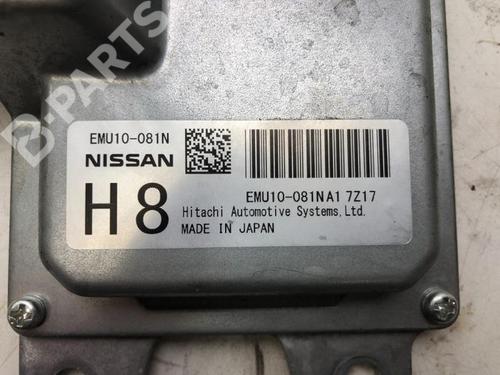 B-PARTS
EMU10-081N
NISSAN
H8
EMU10-081NA1 7Z17
Hitachi Automotive Systems,Ltd.
MADE IN JAPAN